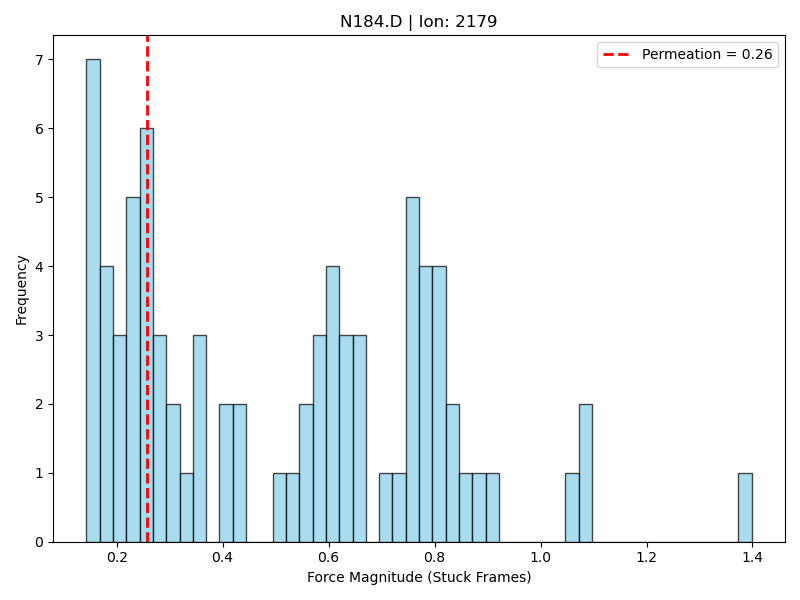 N184.D | Ion: 2179
Permeation = 0.26
Frequency
7
6
5
4
3
2
1
0
0.2 0.4 0.6 0.8 1.0 1.2 1.4
Force Magnitude (Stuck Frames)